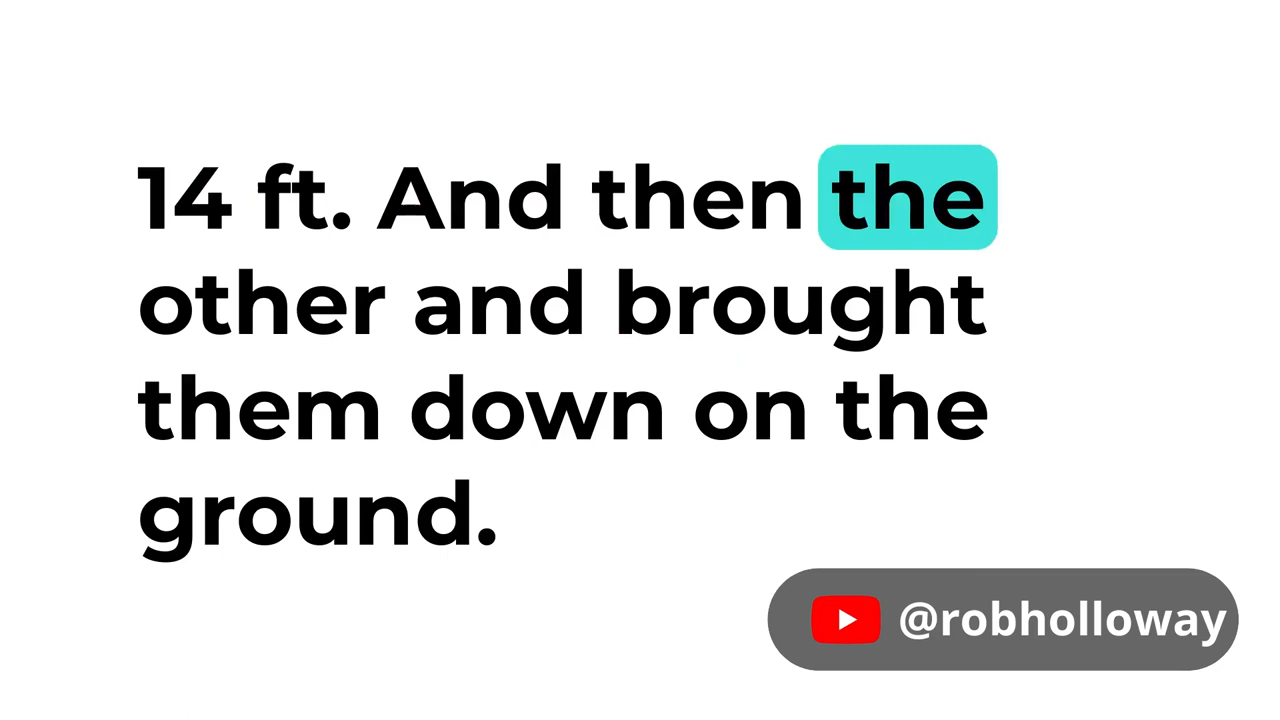 14 ft. And then the
other and brought
them down on the
ground.
@robholloway